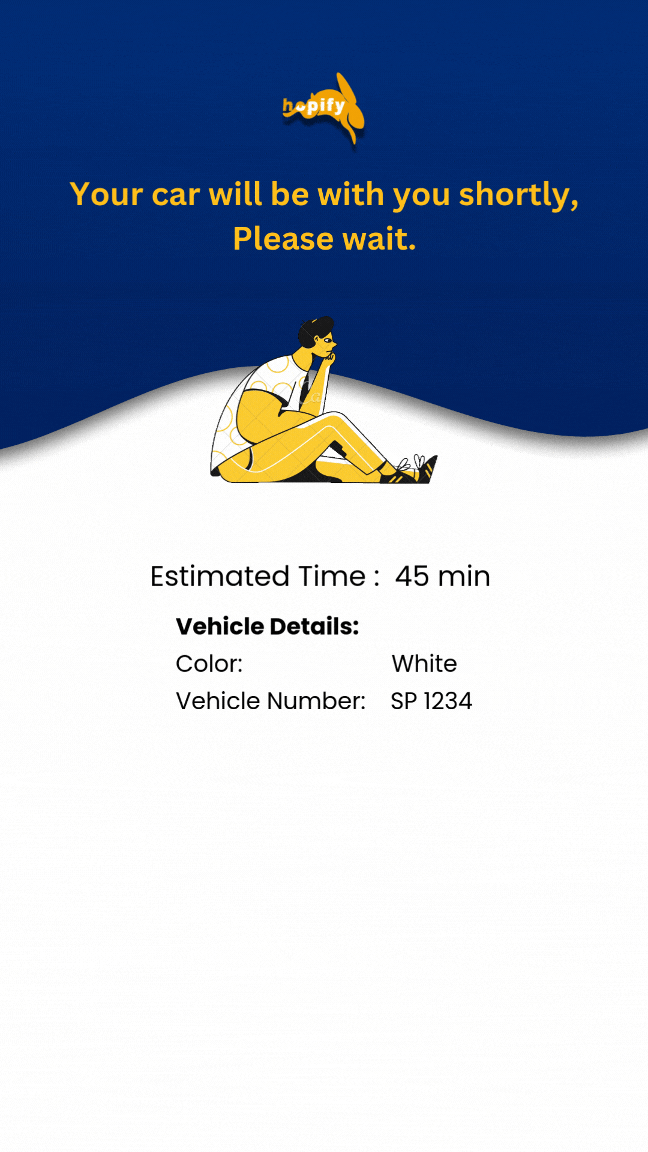 hopify
Your car will be with you shortly,
Please wait.
Estimated Time : 45 min
Vehicle Details:
Color: White
Vehicle Number: SP 1234